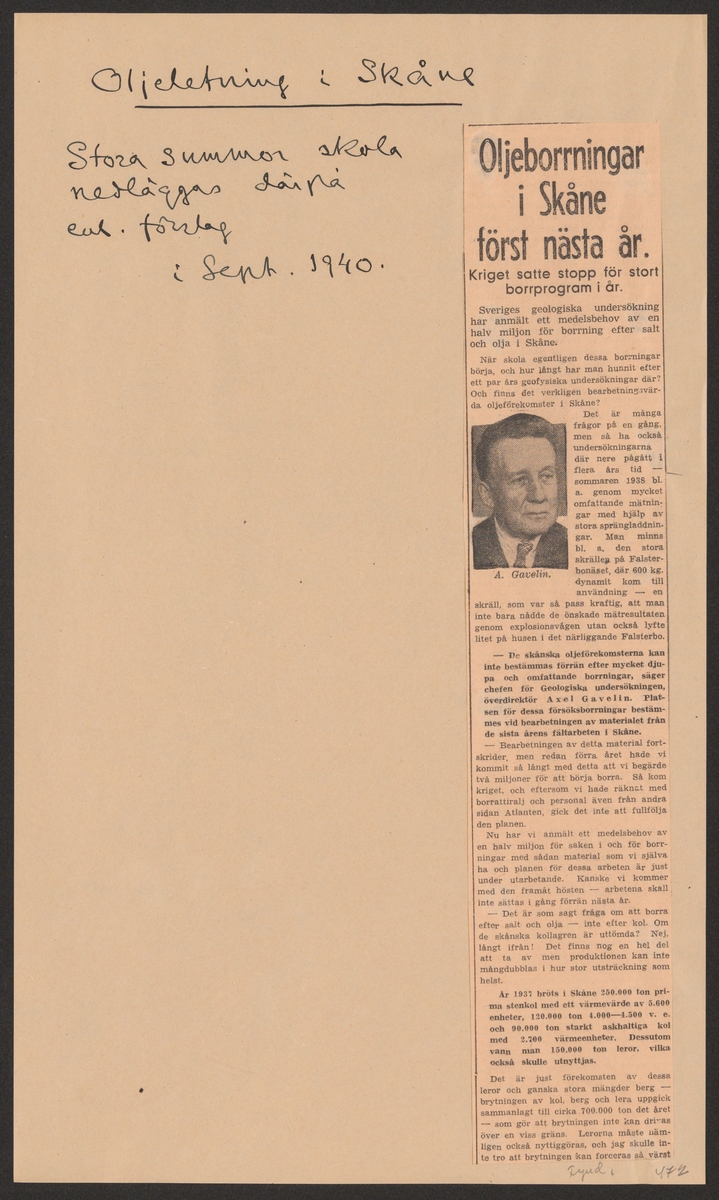 Oljeletning i Skåne
Stora summor skola
nedläggas därpå
enl. förslag
i Sept. 1940.
Oljeborrningar
i Skåne
först nästa år.
Kriget satte stopp för stort
borrprogram i år.
Sveriges geologiska undersökning
har anmält ett medelsbehov av en
halv miljon för borrning efter salt
och olja i Skåne.
När skola egentligen dessa borrningar
börja, och hur långt har man hunnit efter
ett par års geofysiska undersökningar där?
Och finns det verkligen bearbetningsvär-
da oljeförekomster i Skåne?
Det är många
frågor på en gång,
men så ha också
undersökningarna
där nere pågått i
flera års tid —
sommaren 1938 bl.
a. genom mycket
omfattande mätnin-
gar med hjälp av
stora sprängladdnin-
gar. Man minns
bl. a. den stora
skrällen på Falster-
bonäset, där 600 kg.
dynamit kom till
användning — en
A. Gavelin.
skräll, som var så pass kraftig, att man
inte bara nådde de önskade mätresultaten
genom explosionsvågen utan också lyfte
litet på husen i det närliggande Falsterbo.
— De skånska oljeförekomsterna kan
inte bestämmas förrän efter mycket dju-
pa och omfattande borrningar, säger
chefen för Geologiska undersökningen,
överdirektör Axel Gavelin. Plat-
sen för dessa försöksborrningar bestäm-
mes vid bearbetningen av materialet från
de sista årens fältarbeten i Skåne.
— Bearbetningen av detta material fort-
skrider, men redan förra året hade vi
kommit så långt med detta att vi begärde
två miljoner för att börja borra. Så kom
kriget, och eftersom vi hade räknat med
borrattiralj och personal även från andra
sidan Atlanten, gick det inte att fullfölja
den planen.
Nu har vi anmält ett medelsbehov av
en halv miljon för saken i och för borr-
ningar med sådan material som vi själva
ha och planen för dessa arbeten är just
under utarbetande. Kanske vi kommer
med den framåt hösten — arbetena skall
inte sättas i gång förrän nästa år.
— Det är som sagt fråga om att borra
efter salt och olja — inte efter kol. Om
de skånska kollagren är uttömda? Nej,
långt ifrån! Det finns nog en hel del
att ta av men produktionen kan inte
mångdubblas i hur stor utsträckning som
helst.
År 1937 bröts i Skåne 250.000 ton pri-
ma stenkol med ett värmevärde av 5.600
enheter, 120.000 ton 4.000—4.500 v. e.
och 90.000 ton starkt askhaltiga kol
med 2.700 värmeenheter. Dessutom
vann man 150.000 ton leror, vilka
också skulle utnyttjas.
Det är just förekomsten av dessa
leror och ganska stora mängder berg —
brytningen av kol, berg och lera uppgick
sammanlagt till cirka 700.000 ton det året
— som gör att brytningen inte kan drivas
över en viss gräns. Lerorna måste näm-
ligen också nyttiggöras, och jag skulle in-
te tro att brytningen kan forceras så värst